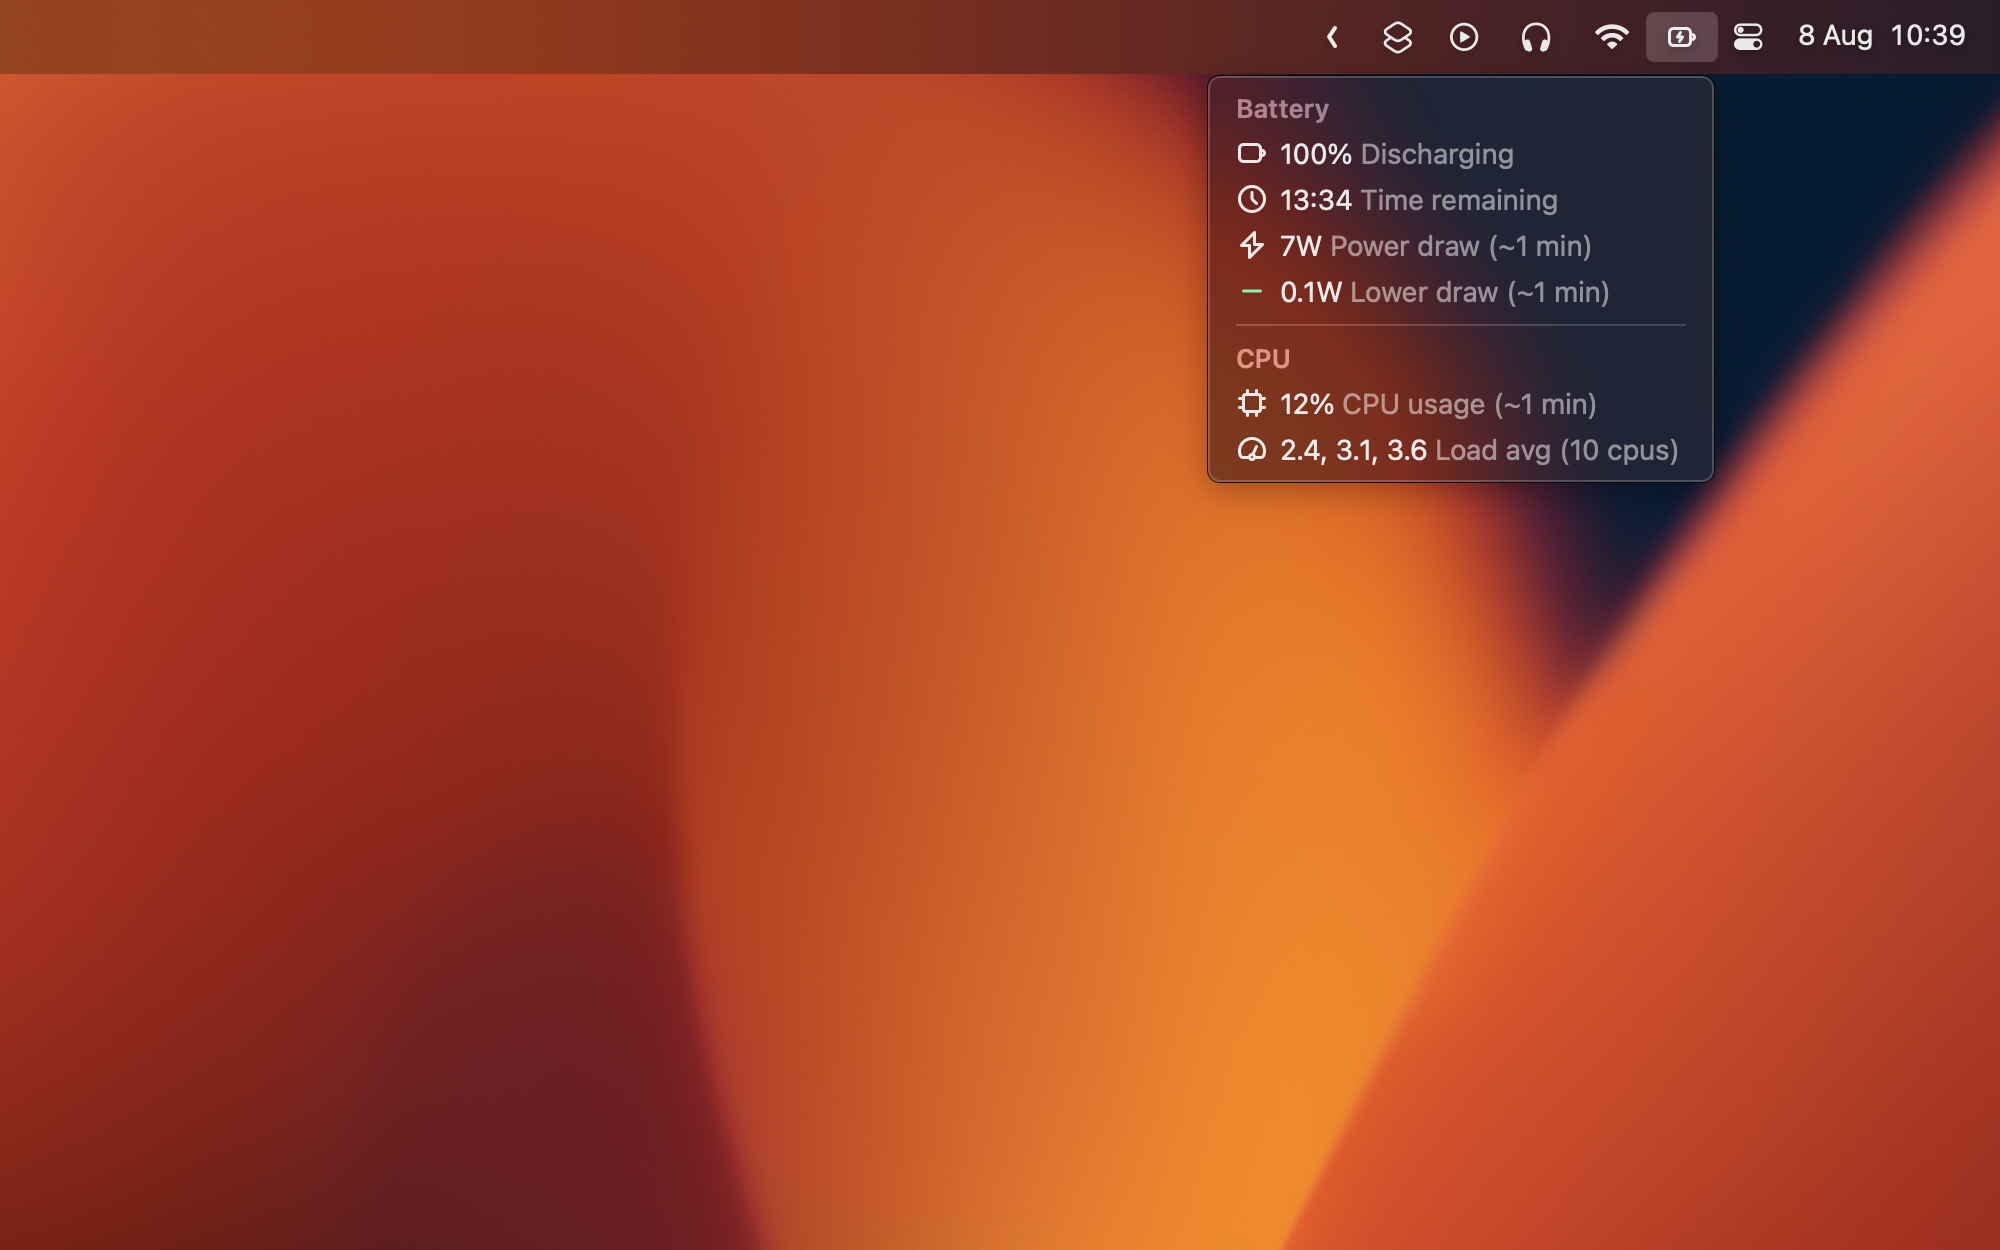 8 Aug 10:39
Battery
100% Discharging
13:34 Time remaining
7W Power draw (~1 min)
0.1W Lower draw (~1 min)
CPU
12% CPU usage (~1 min)
2.4, 3.1, 3.6 Load avg (10 cpus)